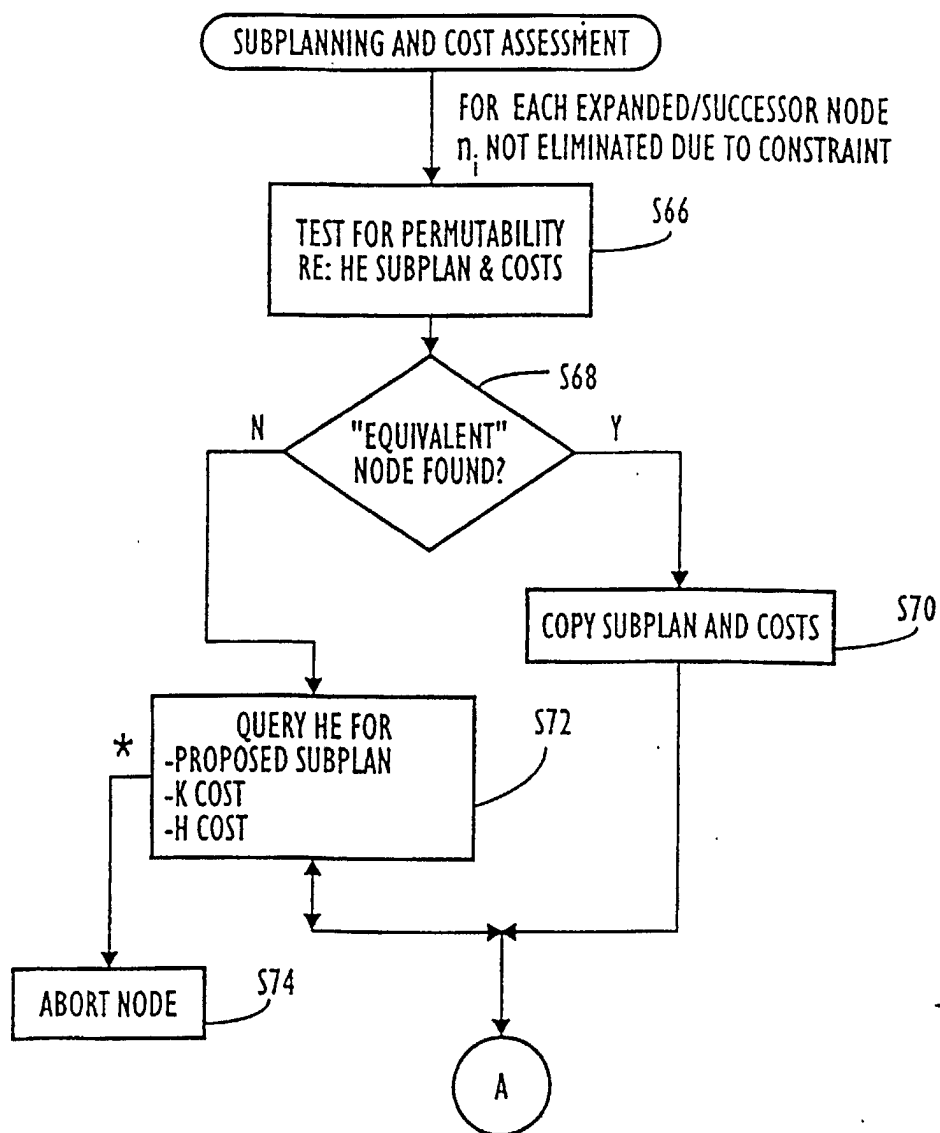 SUBPLANNING AND COST ASSESSMENT
FOR EACH EXPANDED/SUCCESSOR NODE
ni NOT ELIMINATED DUE TO CONSTRAINT
S66
TEST FOR PERMUTABILITY
RE: HE SUBPLAN & COSTS
S68
N
"EQUIVALENT"
NODE FOUND?
Y
S70
COPY SUBPLAN AND COSTS
*
QUERY HE FOR
-PROPOSED SUBPLAN
-K COST
-H COST
S72
ABORT NODE
S74
A